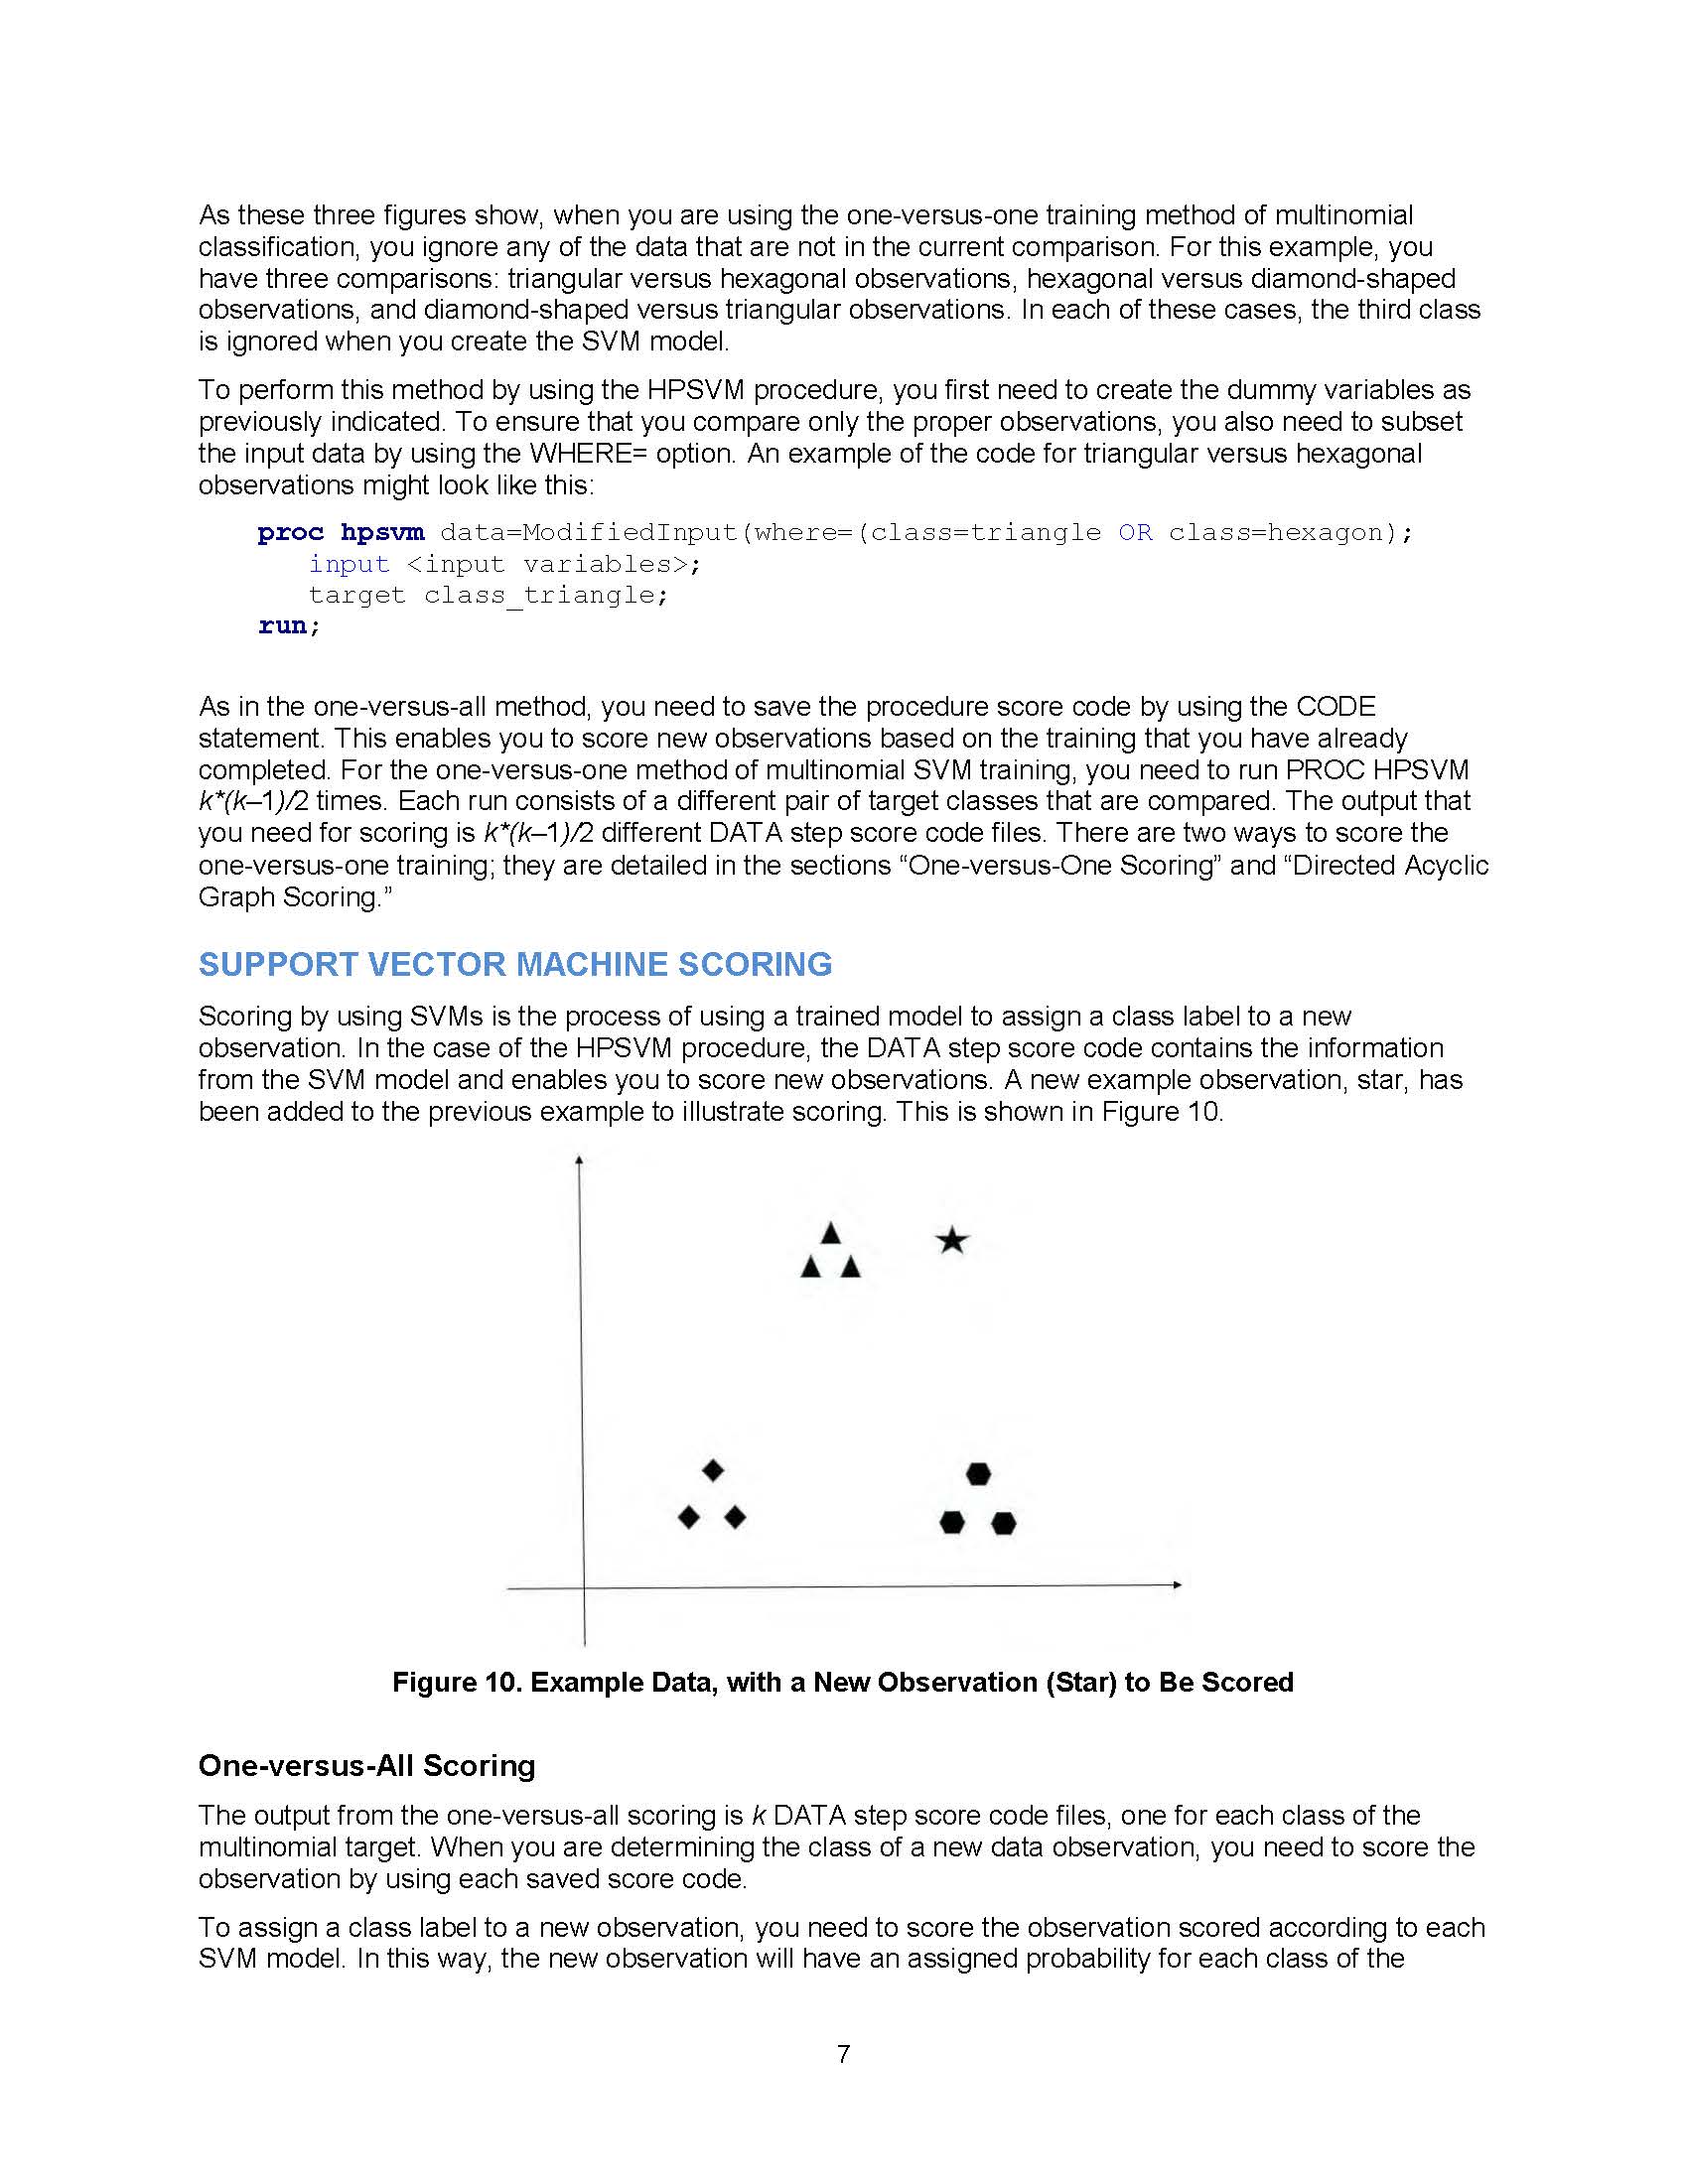 As these three figures show, when you are using the one-versus-one training method of multinomial
classification, you ignore any of the data that are not in the current comparison. For this example, you
have three comparisons: triangular versus hexagonal observations, hexagonal versus diamond-shaped
observations, and diamond-shaped versus triangular observations. In each of these cases, the third class
is ignored when you create the SVM model.
To perform this method by using the HPSVM procedure, you first need to create the dummy variables as
previously indicated. To ensure that you compare only the proper observations, you also need to subset
the input data by using the WHERE= option. An example of the code for triangular versus hexagonal
observations might look like this:
proc hpsvm data=ModifiedInput(where=(class=triangle OR class=hexagon);
input <input variables>;
target class_triangle;
run;
As in the one-versus-all method, you need to save the procedure score code by using the CODE
statement. This enables you to score new observations based on the training that you have already
completed. For the one-versus-one method of multinomial SVM training, you need to run PROC HPSVM
k*(k–1)/2 times. Each run consists of a different pair of target classes that are compared. The output that
you need for scoring is k*(k–1)/2 different DATA step score code files. There are two ways to score the
one-versus-one training; they are detailed in the sections “One-versus-One Scoring” and “Directed Acyclic
Graph Scoring.”
SUPPORT VECTOR MACHINE SCORING
Scoring by using SVMs is the process of using a trained model to assign a class label to a new
observation. In the case of the HPSVM procedure, the DATA step score code contains the information
from the SVM model and enables you to score new observations. A new example observation, star, has
been added to the previous example to illustrate scoring. This is shown in Figure 10.
Figure 10. Example Data, with a New Observation (Star) to Be Scored
One-versus-All Scoring
The output from the one-versus-all scoring is k DATA step score code files, one for each class of the
multinomial target. When you are determining the class of a new data observation, you need to score the
observation by using each saved score code.
To assign a class label to a new observation, you need to score the observation scored according to each
SVM model. In this way, the new observation will have an assigned probability for each class of the
7